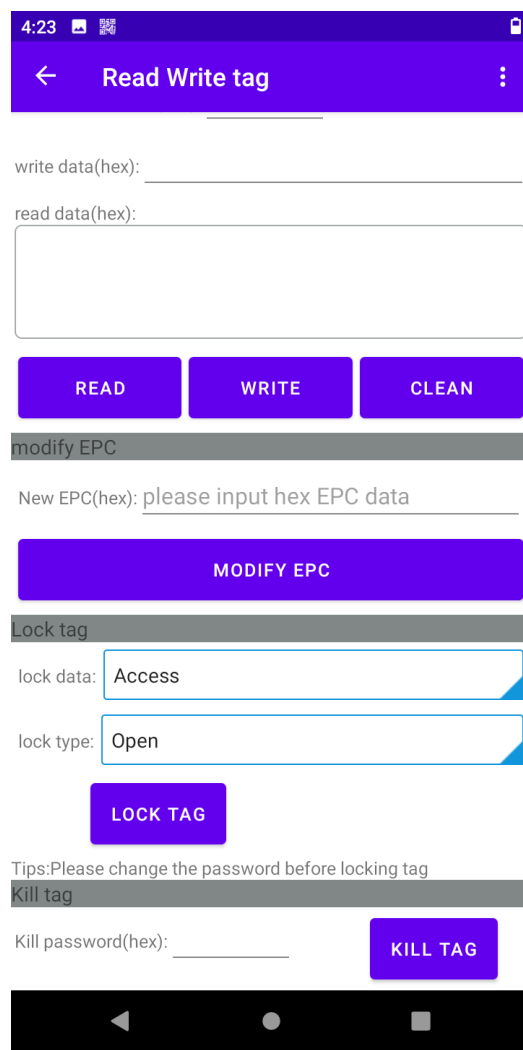 4:23
Read Write tag
write data(hex):
read data(hex):
READ WRITE CLEAN
modify EPC
New EPC(hex): please input hex EPC data
MODIFY EPC
Lock tag
lock data: Access
lock type: Open
LOCK TAG
Tips:Please change the password before locking tag
Kill tag
Kill password(hex): KILL TAG